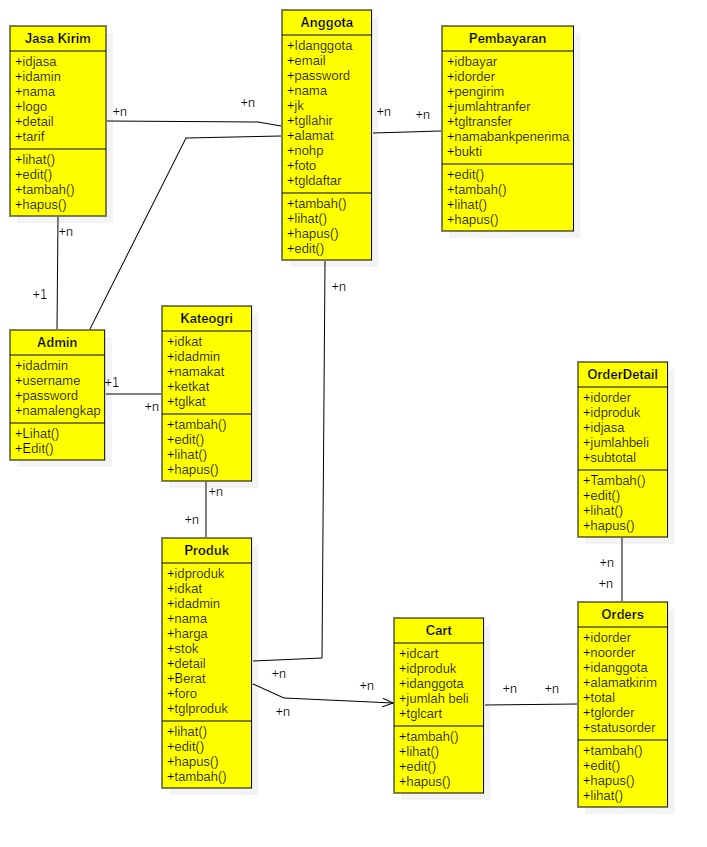 Jasa Kirim
+idjasa
+idamin
+nama
+logo
+detail
+tarif
+lihat()
+edit()
+tambah()
+hapus()
+n
+n
Anggota
+Idanggota
+email
+password
+nama
+jk
+tgllahir
+alamat
+nohp
+foto
+tgldaftar
+tambah()
+lihat()
+hapus()
+edit()
+n
+n
Pembayaran
+idbayar
+idorder
+pengirim
+jumlahtranfer
+tgltransfer
+namabankpenerima
+bukti
+edit()
+tambah()
+lihat()
+hapus()
+n
+1
+n
Admin
+idadmin
+username
+password
+namalengkap
+Lihat()
+Edit()
+1
+n
Kateogri
+idkat
+idadmin
+namakat
+ketkat
+tglkat
+tambah()
+edit()
+lihat()
+hapus()
+n
+n
OrderDetail
+idorder
+idproduk
+idjasa
+jumlahbeli
+subtotal
+Tambah()
+edit()
+lihat()
+hapus()
+n
+n
Produk
+idproduk
+idkat
+idadmin
+nama
+harga
+stok
+detail
+Berat
+foro
+tglproduk
+lihat()
+edit()
+hapus()
+tambah()
+n
+n
+n
Cart
+idcart
+idproduk
+idanggota
+jumlah beli
+tglcart
+tambah()
+lihat()
+edit()
+hapus()
+n
+n
Orders
+idorder
+noorder
+idanggota
+alamatkirim
+total
+tglorder
+statusorder
+tambah()
+edit()
+hapus()
+lihat()